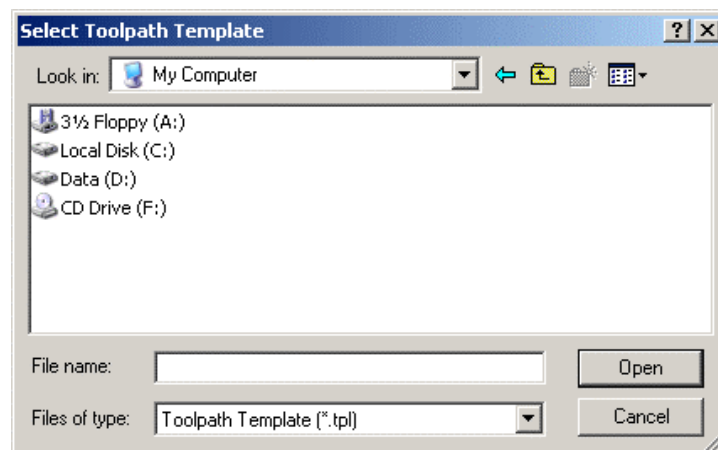 Select Toolpath Template
Look in: My Computer
3½ Floppy (A:)
Local Disk (C:)
Data (D:)
CD Drive (F:)
File name: Open
Files of type: Toolpath Template (*.tpl) Cancel